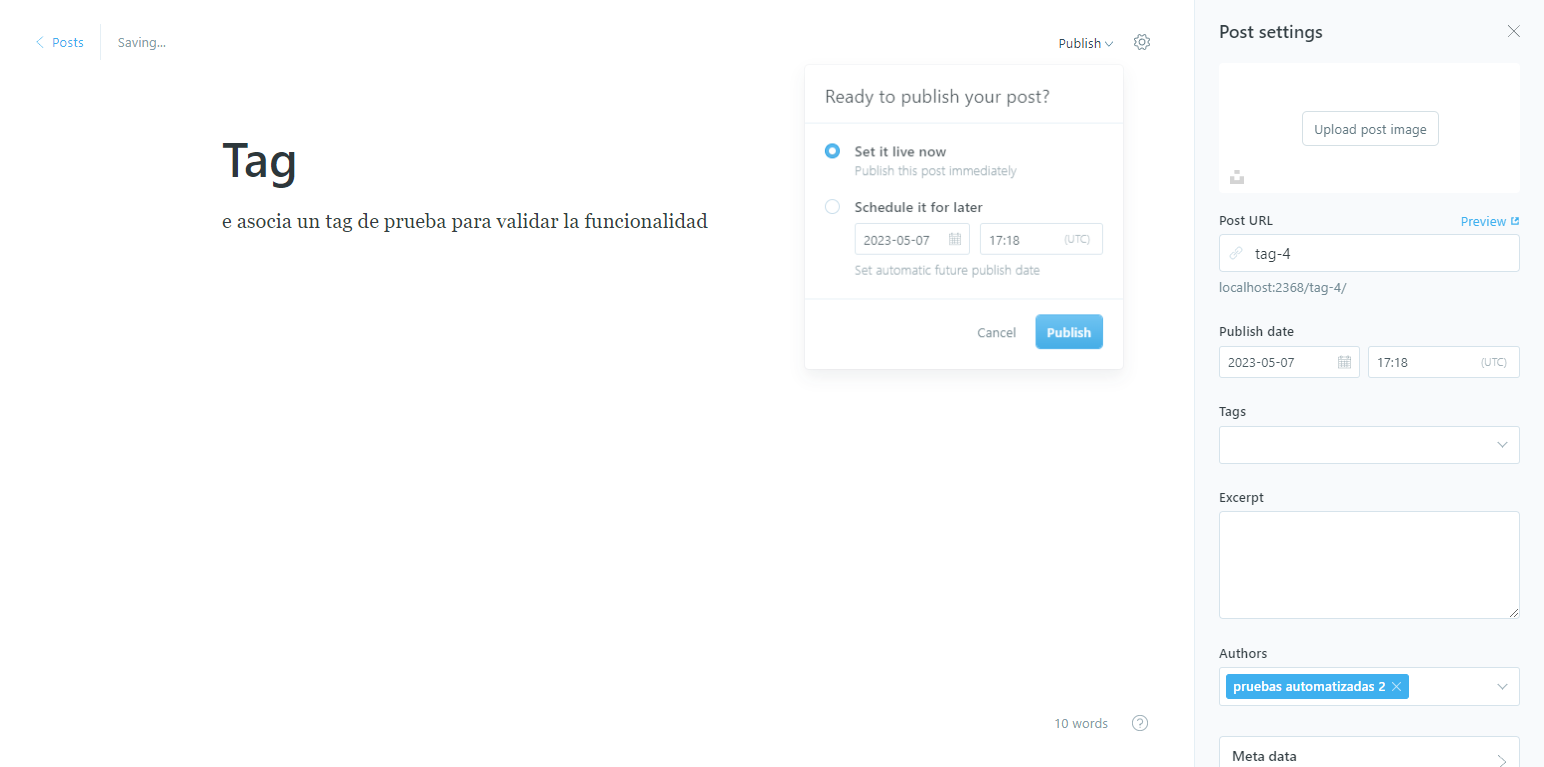 Posts
Saving...
Publish
Ready to publish your post?
Set it live now
Publish this post immediately
Schedule it for later
2023-05-07
17:18
(UTC)
Set automatic future publish date
Cancel
Publish
Tag
e asocia un tag de prueba para validar la funcionalidad
10 words
Post settings
Upload post image
Post URL
Preview
tag-4
localhost:2368/tag-4/
Publish date
2023-05-07
17:18
(UTC)
Tags
Excerpt
Authors
pruebas automatizadas 2
Meta data